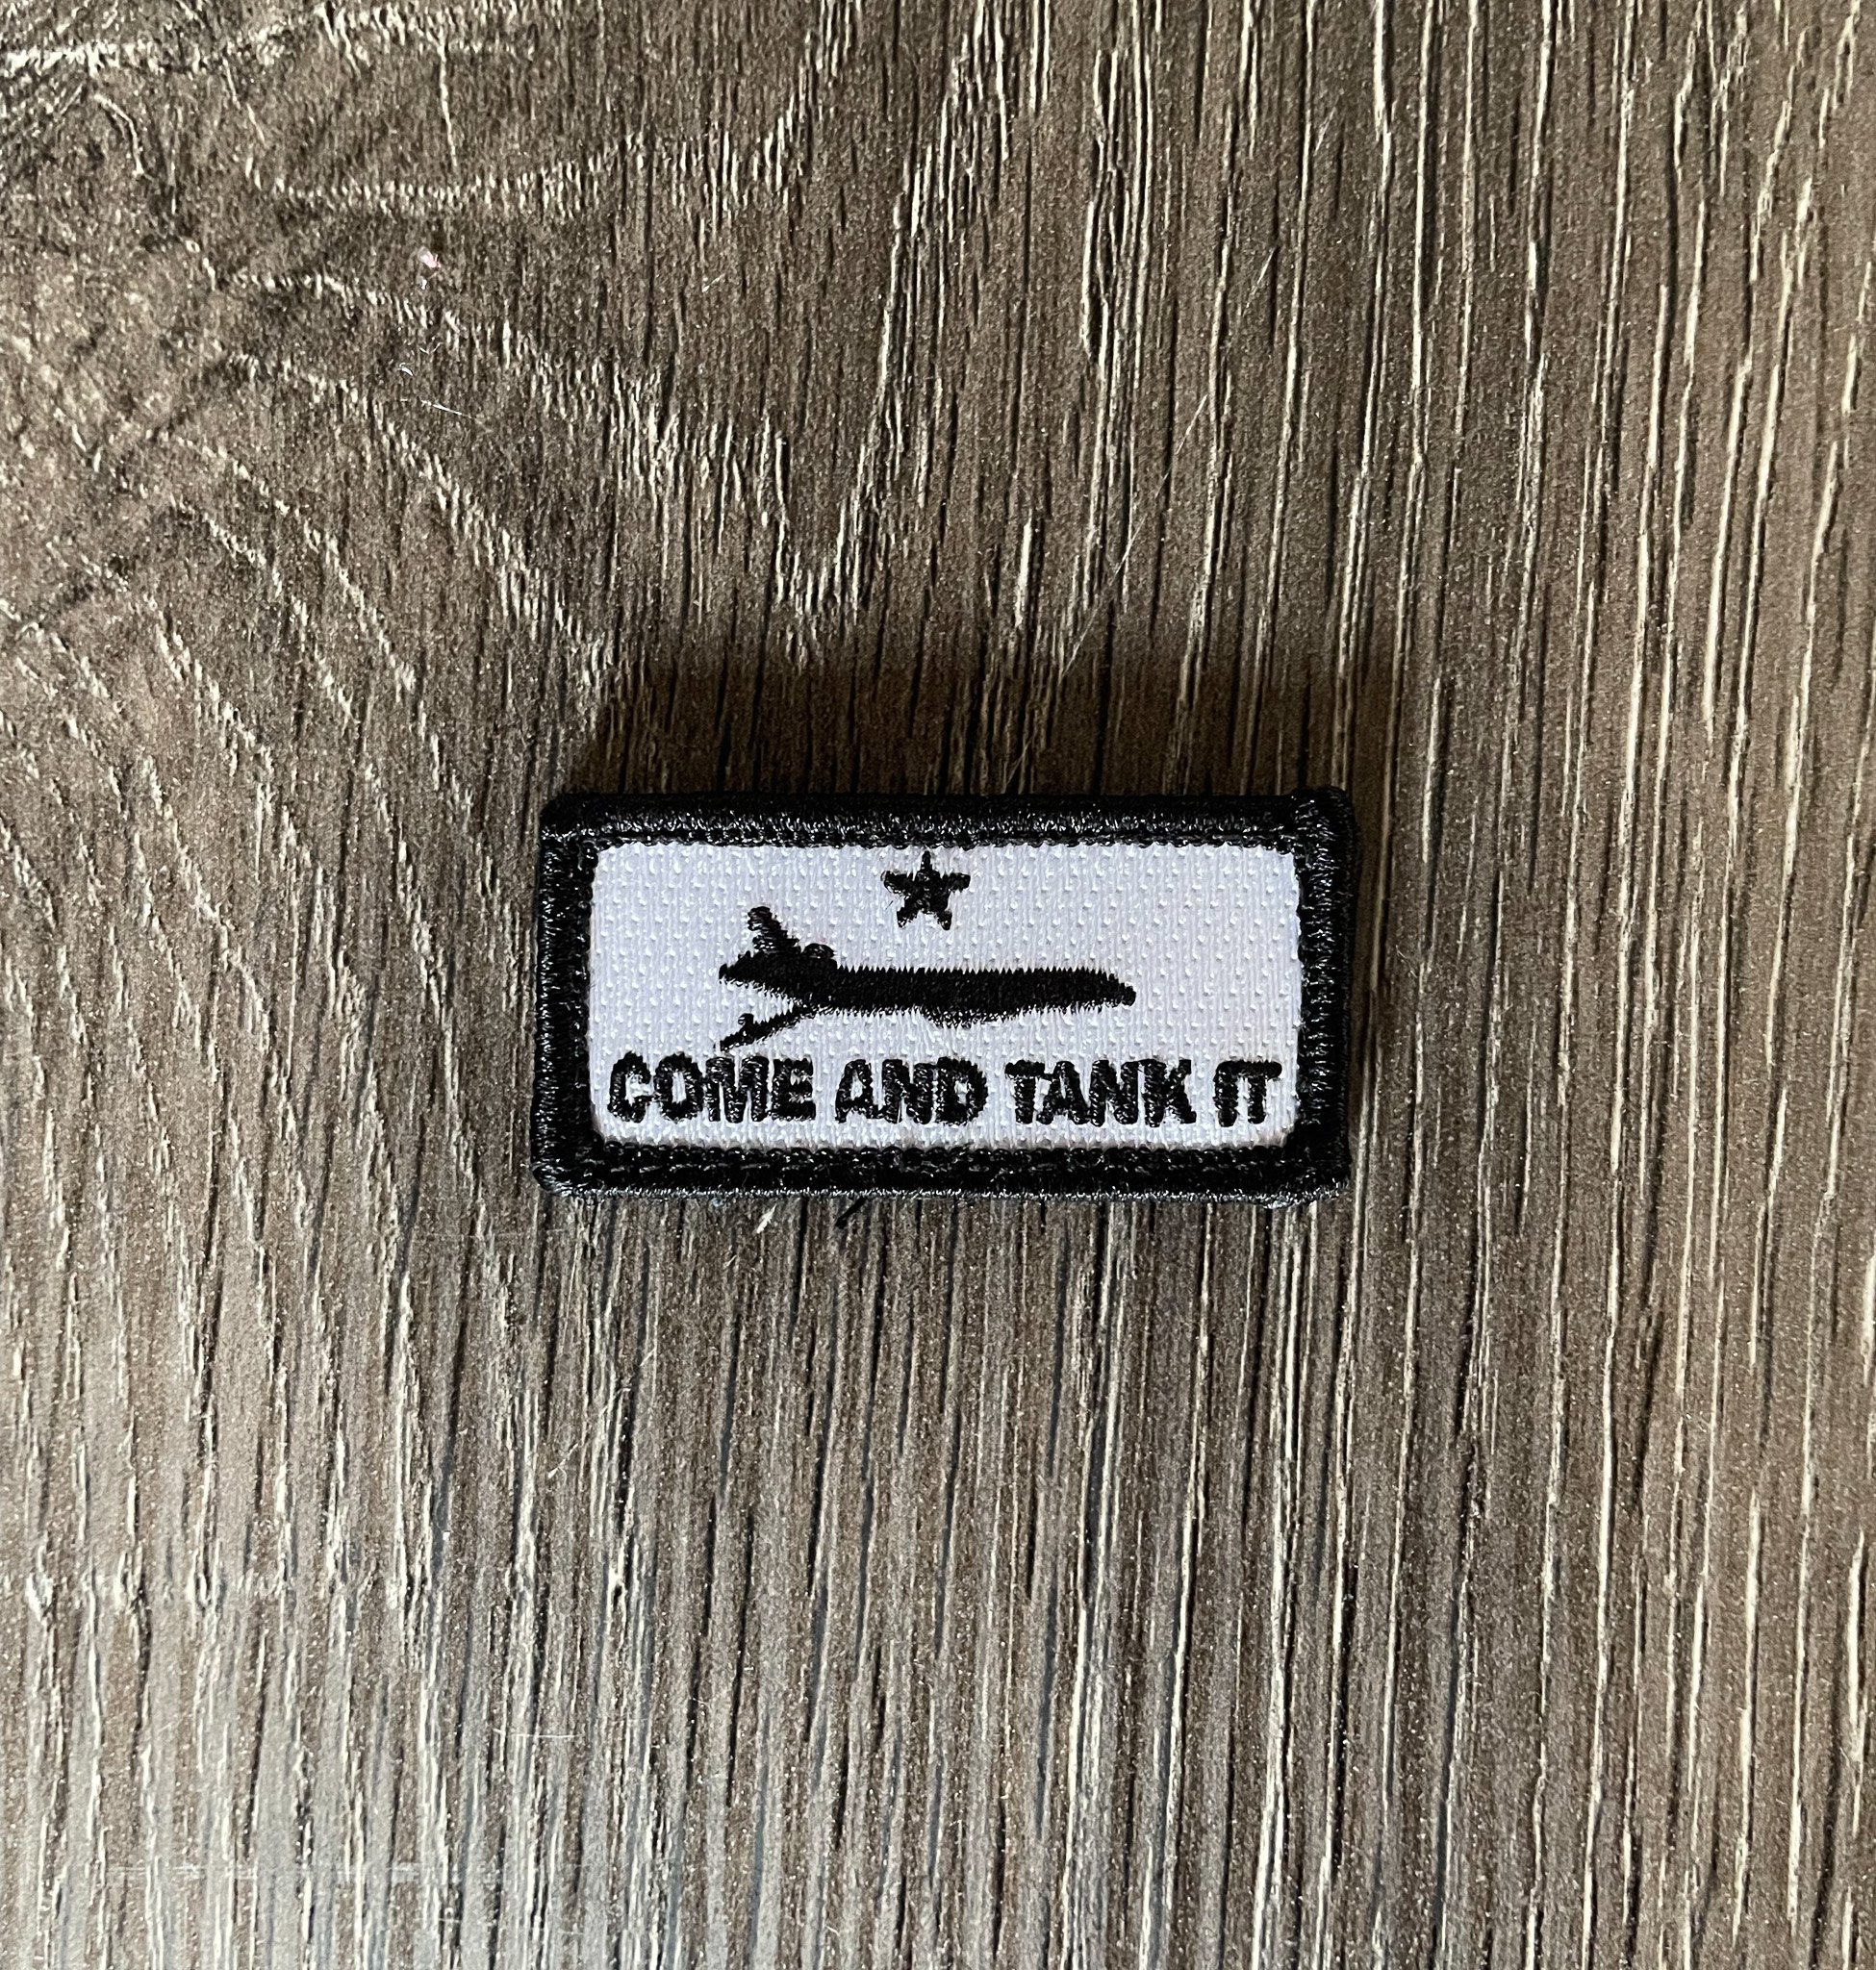 COME AND TANK IT